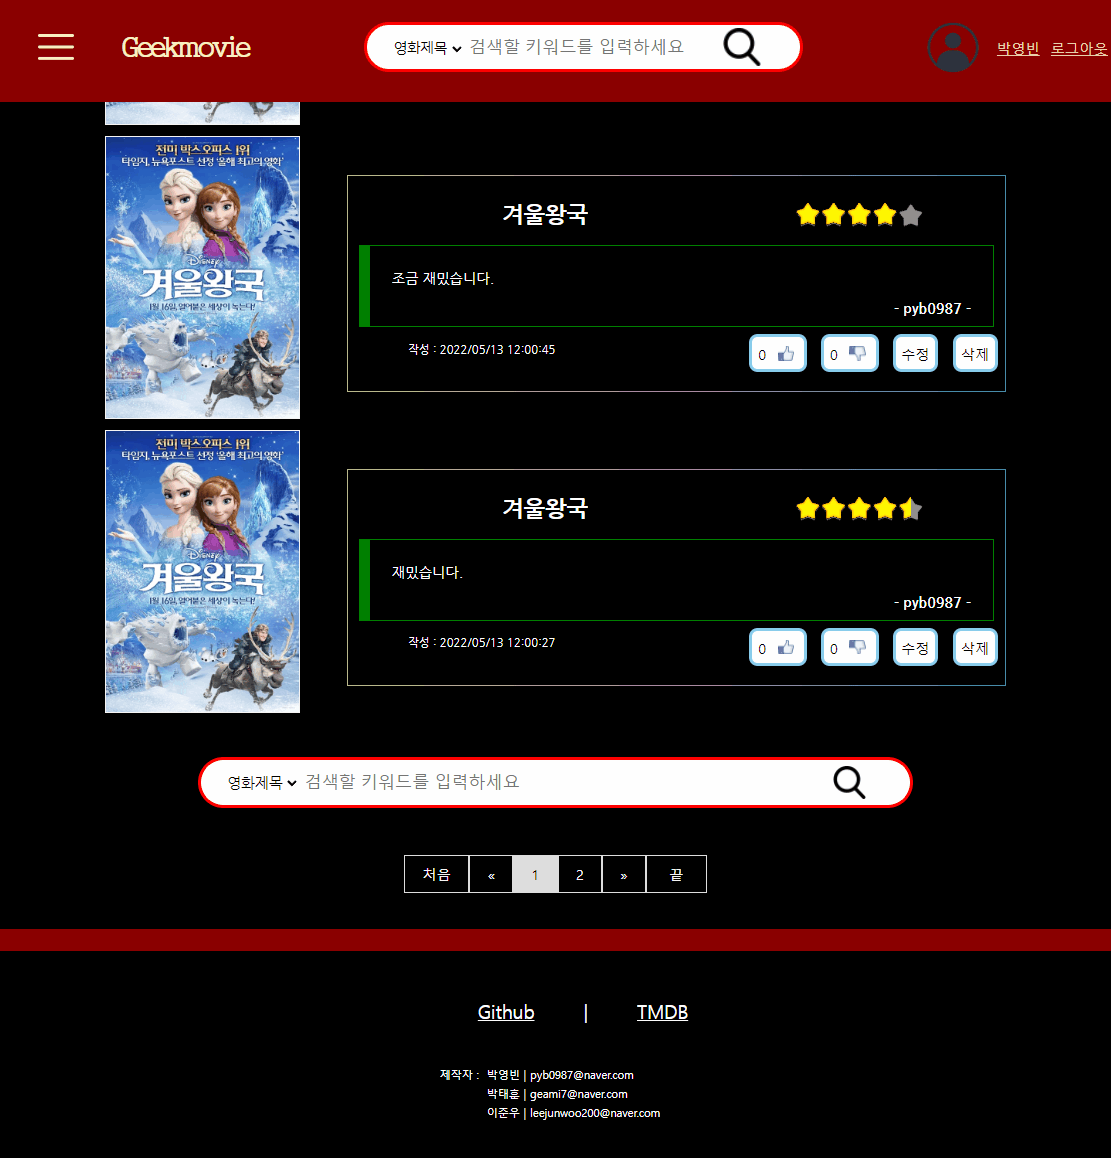 Geekmovie
영화제목
검색할 키워드를 입력하세요
박영빈
로그아웃
전미 박스오피스 1위
타임지, 뉴욕포스트 선정 '올해 최고의 영화'
DISNEY
겨울왕국
1월 16일, 얼어붙은 세상이 녹는다!
겨울왕국
조금 재밌습니다.
- pyb0987 -
작성 : 2022/05/13 12:00:45
0
0
수정
삭제
전미 박스오피스 1위
타임지, 뉴욕포스트 선정 '올해 최고의 영화'
DISNEY
겨울왕국
1월 16일, 얼어붙은 세상이 녹는다!
겨울왕국
재밌습니다.
- pyb0987 -
작성 : 2022/05/13 12:00:27
0
0
수정
삭제
영화제목
검색할 키워드를 입력하세요
처음 « 1 2 » 끝
Github | TMDB
제작자 : 박영빈 | pyb0987@naver.com
박태훈 | geami7@naver.com
이준우 | leejunwoo200@naver.com